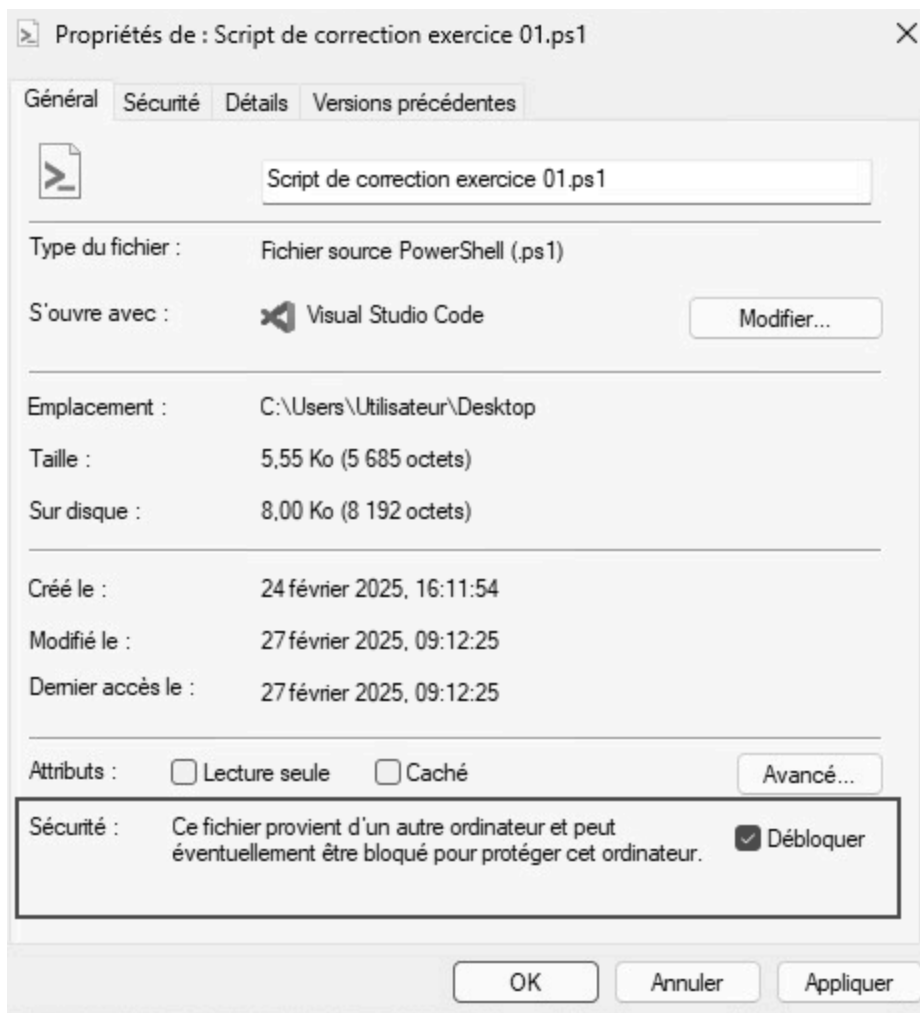 Propriétés de : Script de correction exercice 01.ps1
Général Sécurité Détails Versions précédentes
Script de correction exercice 01.ps1
Type du fichier : Fichier source PowerShell (.ps1)
S'ouvre avec : Visual Studio Code Modifier...
Emplacement : C:\Users\Utilisateur\Desktop
Taille : 5,55 Ko (5 685 octets)
Sur disque : 8,00 Ko (8 192 octets)
Créé le : 24 février 2025, 16:11:54
Modifié le : 27 février 2025, 09:12:25
Dernier accès le : 27 février 2025, 09:12:25
Attributs : Lecture seule Caché Avancé...
Sécurité : Ce fichier provient d'un autre ordinateur et peut
éventuellement être bloqué pour protéger cet ordinateur. Débloquer
OK Annuler Appliquer